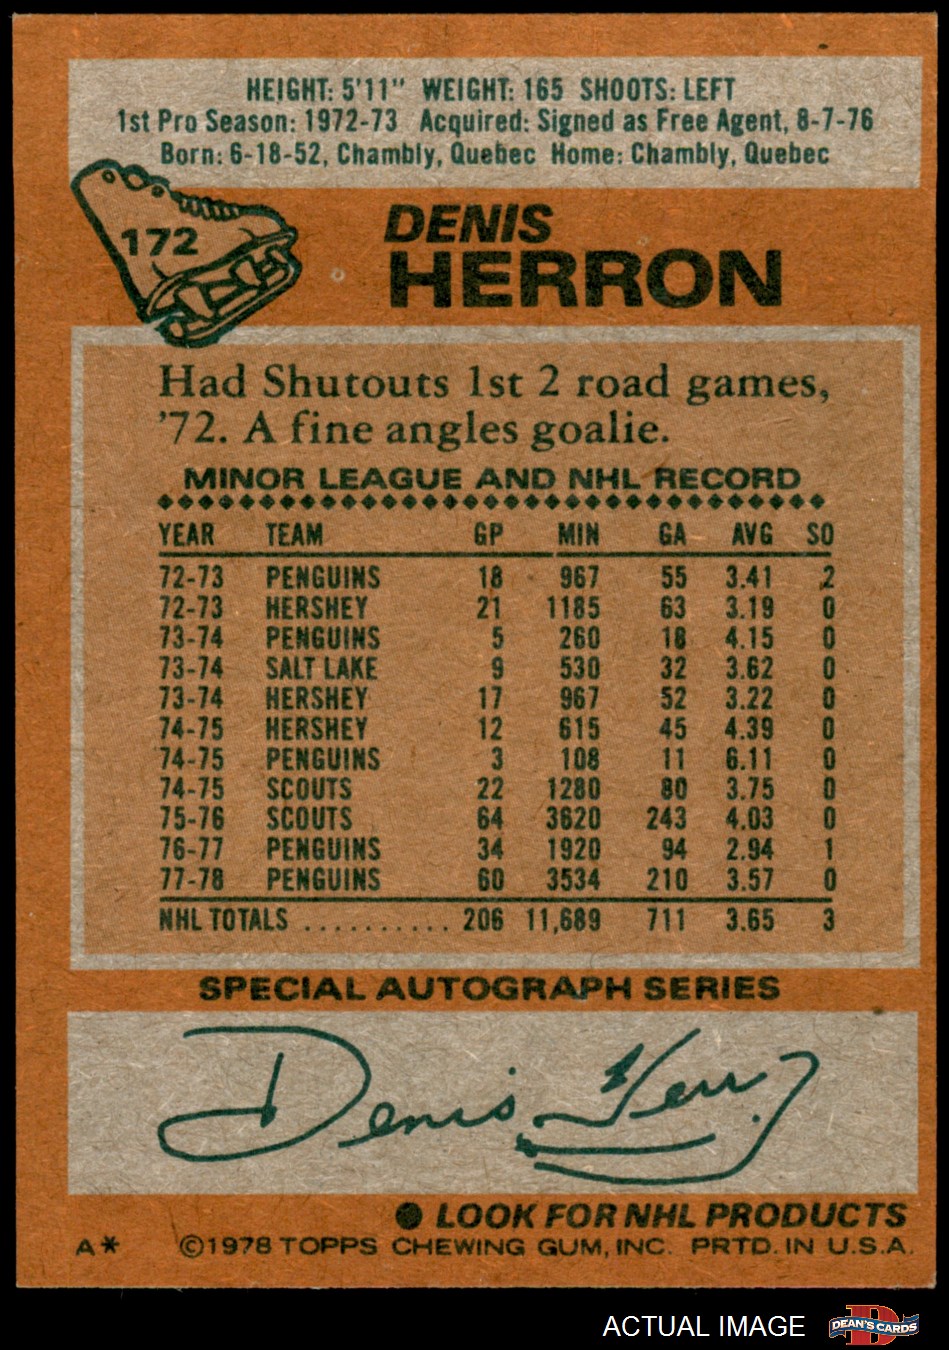 HEIGHT: 5'11" WEIGHT: 165 SHOOTS: LEFT
1st Pro Season: 1972-73 Acquired: Signed as Free Agent, 8-7-76
Born: 6-18-52, Chambly, Quebec Home: Chambly, Quebec
172
DENIS
HERRON
Had Shutouts 1st 2 road games,
'72. A fine angles goalie.
MINOR LEAGUE AND NHL RECORD
YEAR TEAM GP MIN GA AVG SO
72-73 PENGUINS 18 967 55 3.41 2
72-73 HERSHEY 21 1185 63 3.19 0
73-74 PENGUINS 5 260 18 4.15 0
73-74 SALT LAKE 9 530 32 3.62 0
73-74 HERSHEY 17 967 52 3.22 0
74-75 HERSHEY 12 615 45 4.39 0
74-75 PENGUINS 3 108 11 6.11 0
74-75 SCOUTS 22 1280 80 3.75 0
75-76 SCOUTS 64 3620 243 4.03 0
76-77 PENGUINS 34 1920 94 2.94 1
77-78 PENGUINS 60 3534 210 3.57 0
NHL TOTALS .......... 206 11,689 711 3.65 3
SPECIAL AUTOGRAPH SERIES
Denis Herron
● LOOK FOR NHL PRODUCTS
A* ©1978 TOPPS CHEWING GUM, INC. PRTD. IN U.S.A.
ACTUAL IMAGE D DEAN'S CARDS